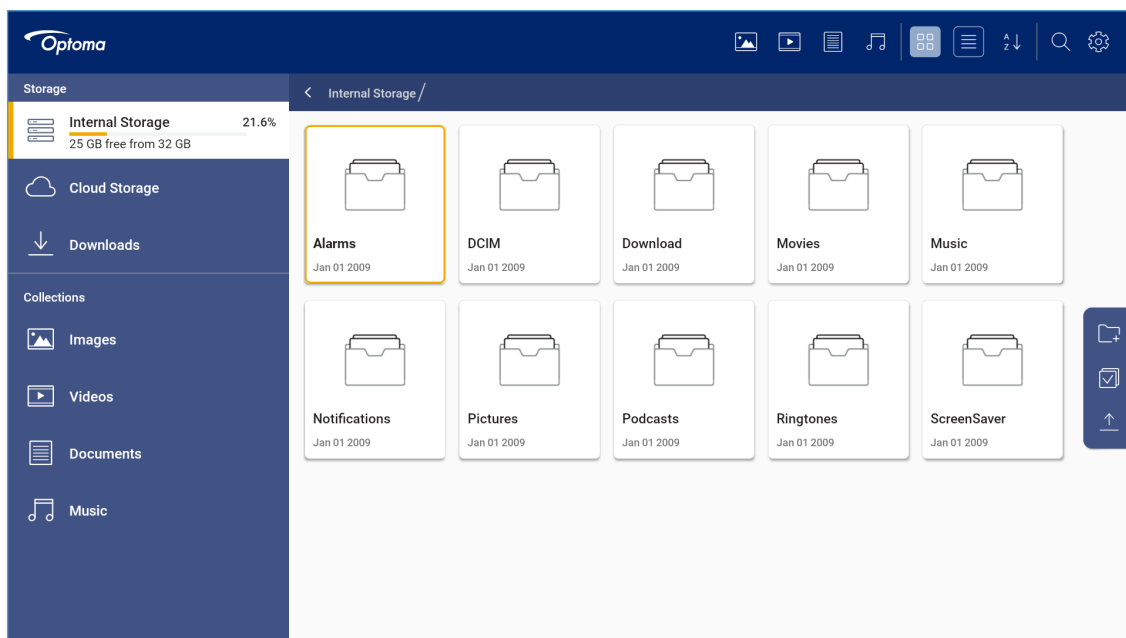 Optoma
A
Z
Storage
Internal Storage 21.6%
25 GB free from 32 GB
Cloud Storage
Downloads
Collections
Images
Videos
Documents
Music
Internal Storage /
Alarms
Jan 01 2009
DCIM
Jan 01 2009
Download
Jan 01 2009
Movies
Jan 01 2009
Music
Jan 01 2009
Notifications
Jan 01 2009
Pictures
Jan 01 2009
Podcasts
Jan 01 2009
Ringtones
Jan 01 2009
ScreenSaver
Jan 01 2009